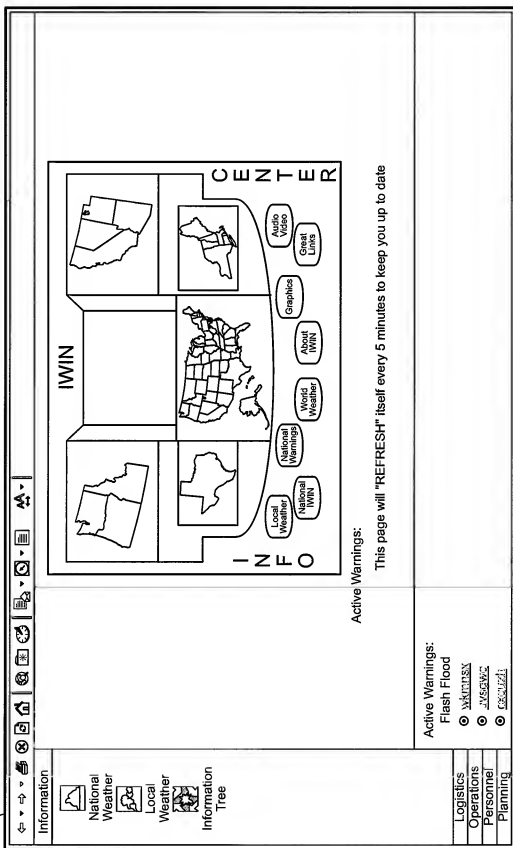 Information
National
Weather
Local
Weather
Information
Tree
Logistics
Operations
Personnel
Planning
IWIN
INFO
CENTER
Local
Weather
National
IWIN
National
Warnings
World
Weather
About
IWIN
Graphics
Great
Links
Audio
Video
Active Warnings:
This page will "REFRESH" itself every 5 minutes to keep you up to date
Active Warnings:
Flash Flood